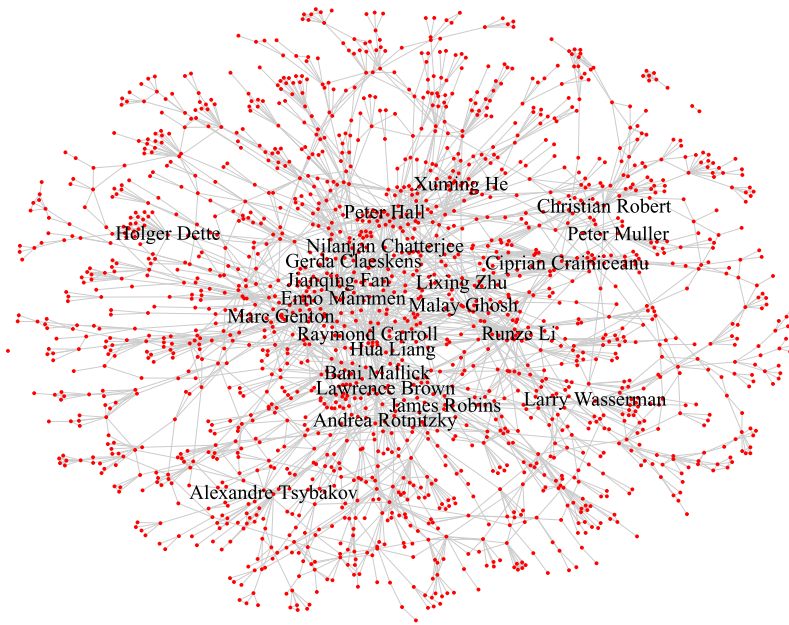 Xuming He
Christian Robert
Peter Hall
Holger Dette
Peter Muller
Nilanjan Chatterjee
Gerda Claeskens
Ciprian Crainiceanu
Jianqing Fan
Lixing Zhu
Enno Mammen
Malay Ghosh
Marc Genton
Raymond Carroll
Runze Li
Hua Liang
Bani Mallick
Lawrence Brown
Larry Wasserman
James Robins
Andrea Rotnitzky
Alexandre Tsybakov